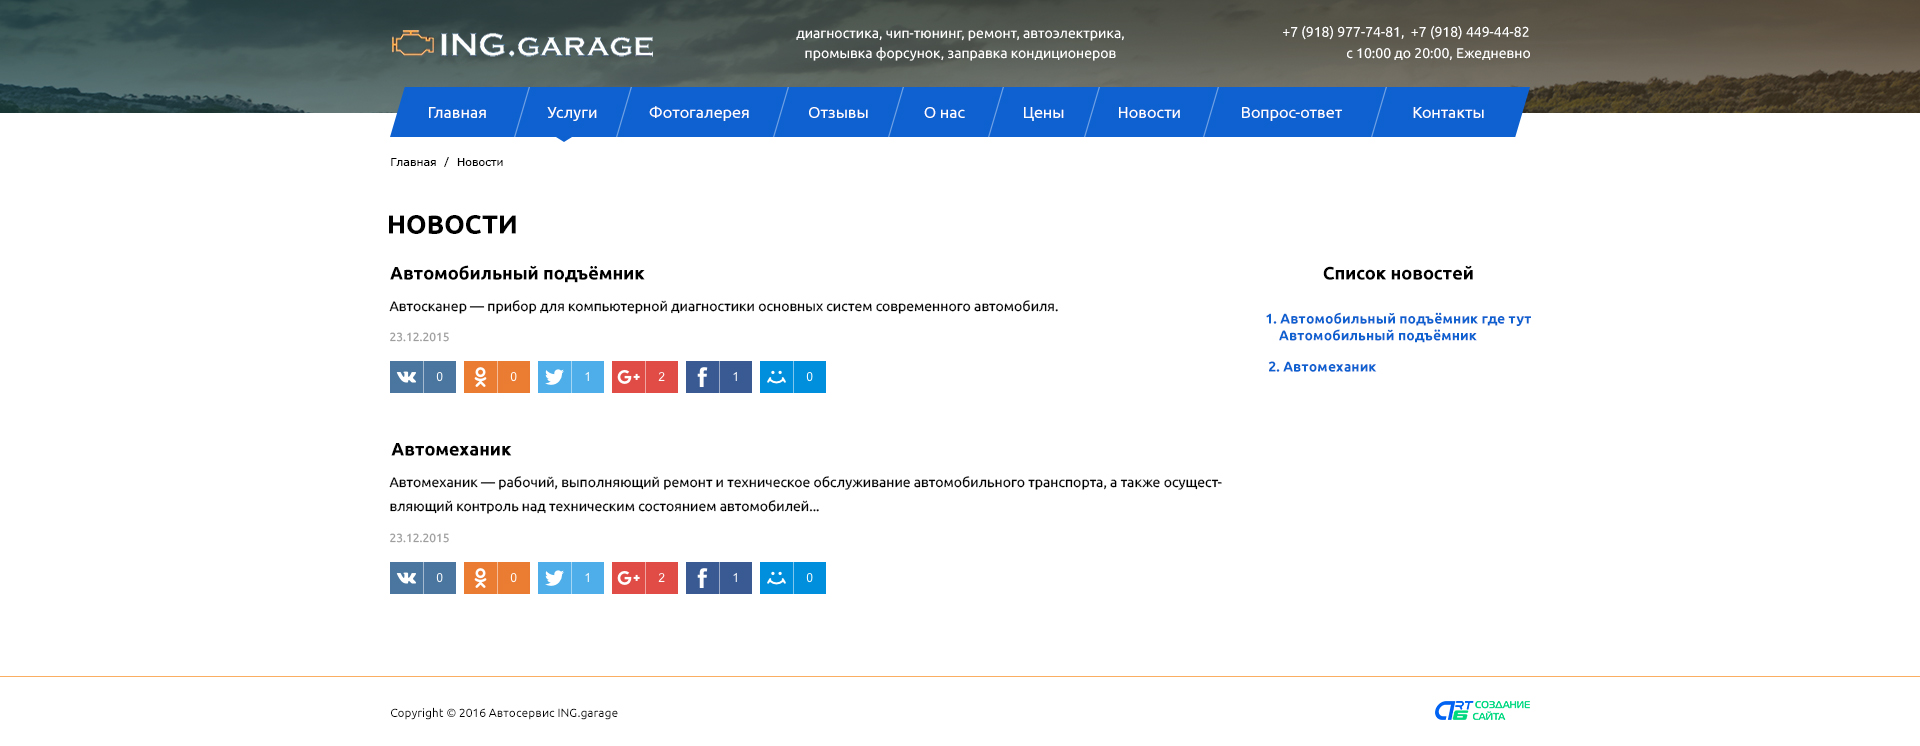 ING.GARAGE
диагностика, чип-тюнинг, ремонт, автоэлектрика,
промывка форсунок, заправка кондиционеров
+7 (918) 977-74-81, +7 (918) 449-44-82
с 10:00 до 20:00, Ежедневно
Главная Услуги Фотогалерея Отзывы О нас Цены Новости Вопрос-ответ Контакты
Главная / Новости
НОВОСТИ
Автомобильный подъёмник
Автосканер — прибор для компьютерной диагностики основных систем современного автомобиля.
23.12.2015
0 0 1 G+ 2 f 1 0
Автомеханик
Автомеханик — рабочий, выполняющий ремонт и техническое обслуживание автомобильного транспорта, а также осущест-
вляющий контроль над техническим состоянием автомобилей...
23.12.2015
0 0 1 G+ 2 f 1 0
Список новостей
1. Автомобильный подъёмник где тут
Автомобильный подъёмник
2. Автомеханик
Copyright © 2016 Автосервис ING.garage
СОЗДАНИЕ
САЙТА